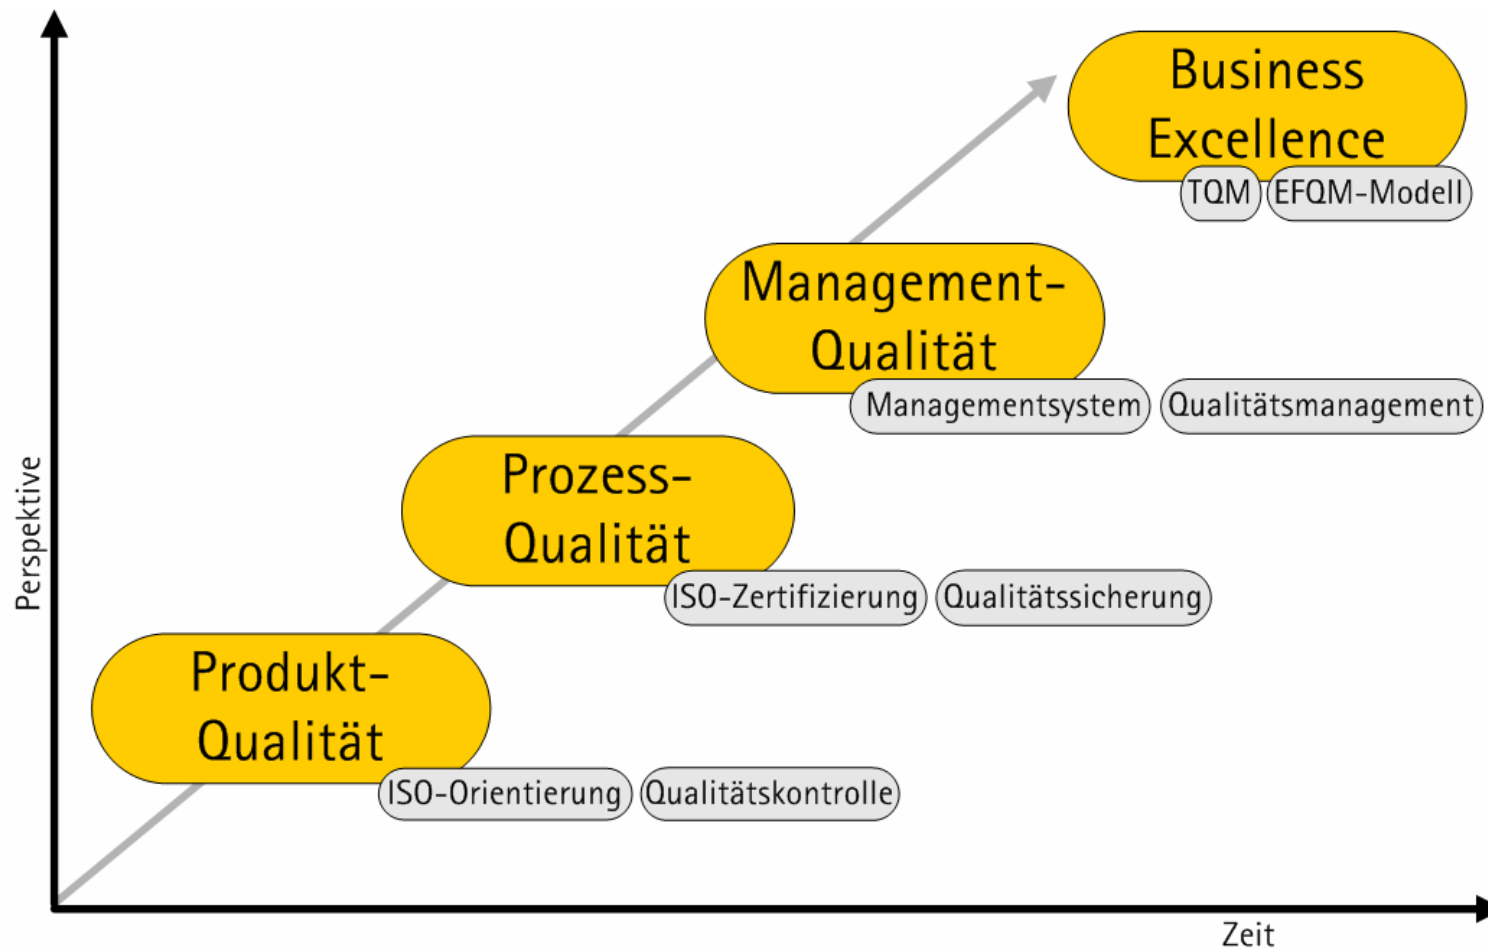 Business
Excellence
TQM
EFQM-Modell
Management-
Qualität
Managementsystem
Qualitätsmanagement
Prozess-
Qualität
ISO-Zertifizierung
Qualitätssicherung
Produkt-
Qualität
ISO-Orientierung
Qualitätskontrolle
Perspektive
Zeit